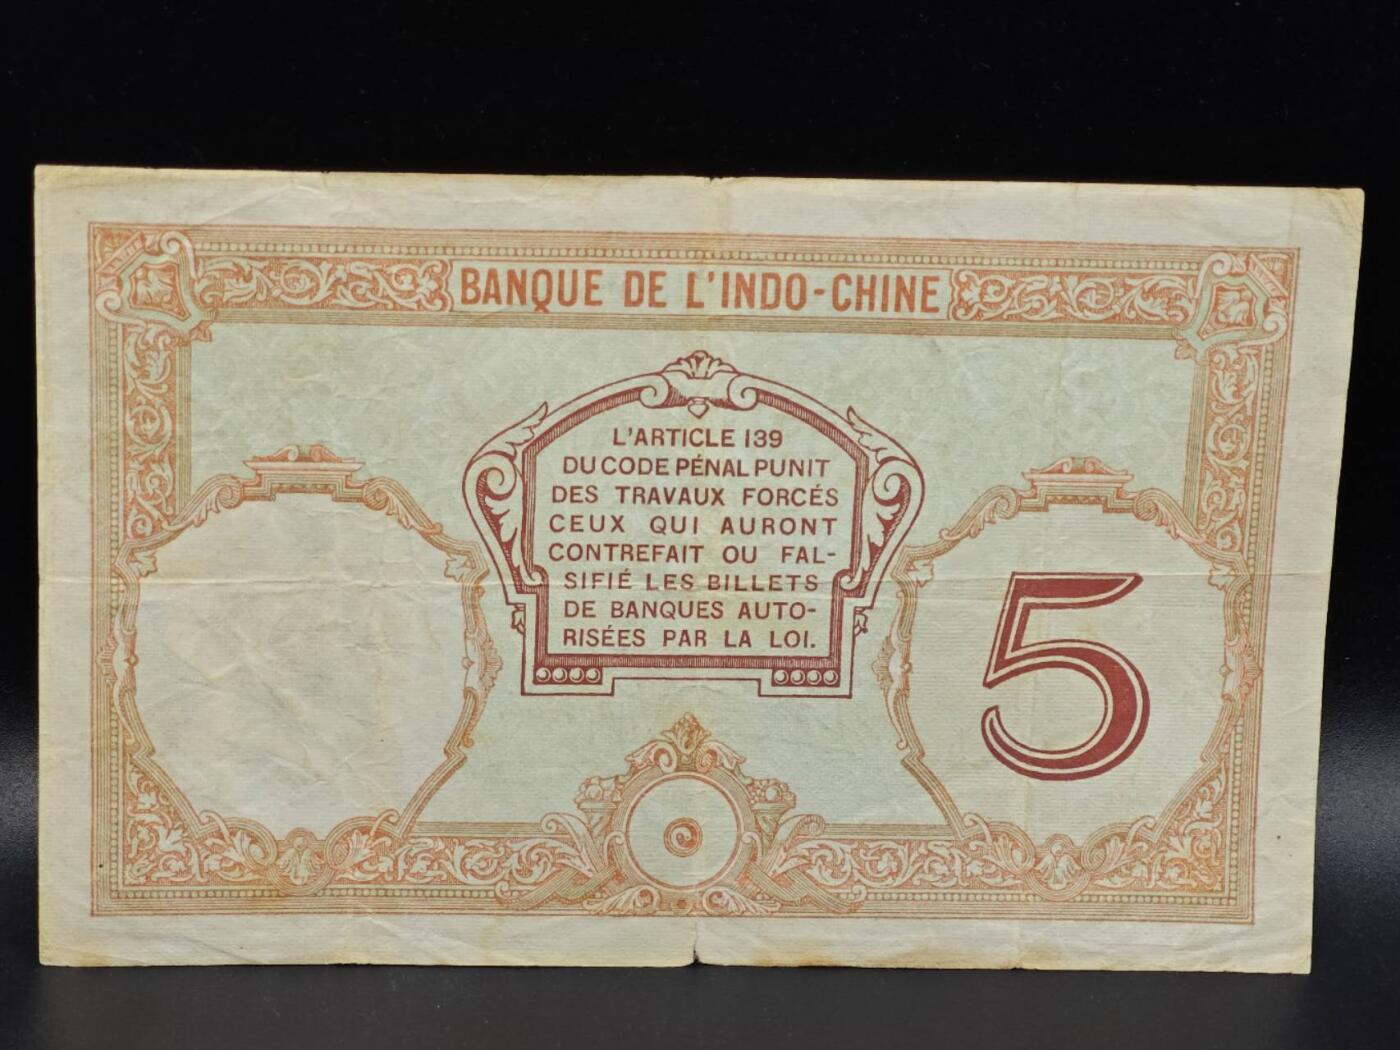 BANQUE DE L'INDO-CHINE
L'ARTICLE 139
DU CODE PÉNAL PUNIT
DES TRAVAUX FORCÉS
CEUX QUI AURONT
CONTREFAIT OU FAL-
SIFIÉ LES BILLETS
DE BANQUES AUTO-
RISÉES PAR LA LOI.
5